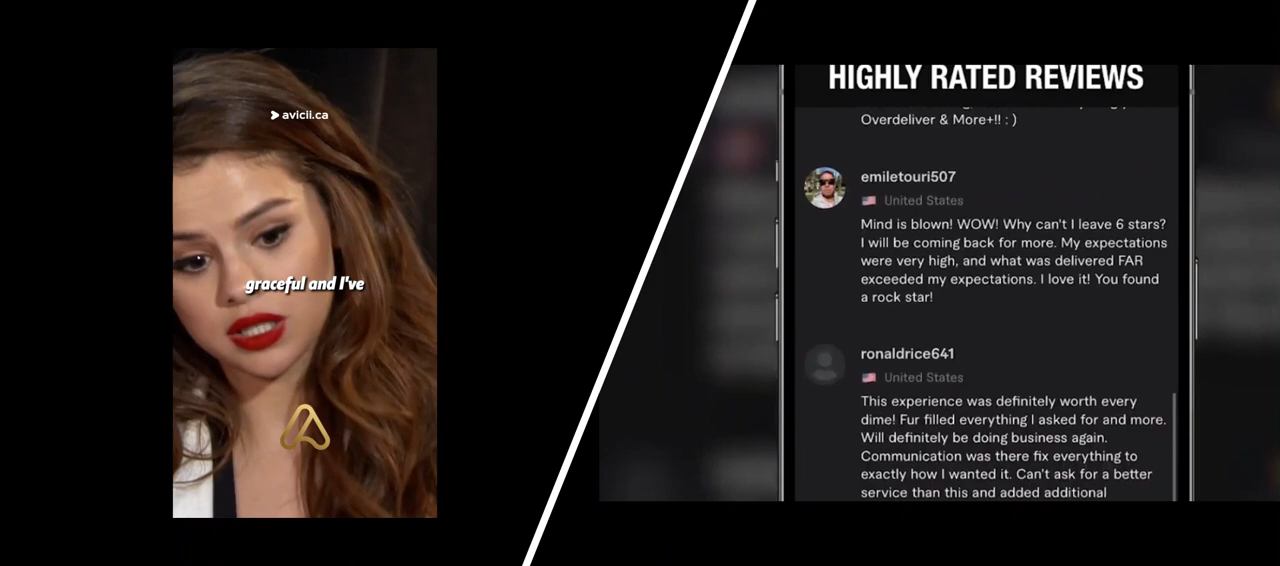 avicii.ca
graceful and I've
HIGHLY RATED REVIEWS
Overdeliver & More+!! : )
emiletouri507
United States
Mind is blown! WOW! Why can't I leave 6 stars?
I will be coming back for more. My expectations
were very high, and what was delivered FAR
exceeded my expectations. I love it! You found
a rock star!
ronaldrice641
United States
This experience was definitely worth every
dime! Fur filled everything I asked for and more.
Will definitely be doing business again.
Communication was there fix everything to
exactly how I wanted it. Can't ask for a better
service than this and added additional